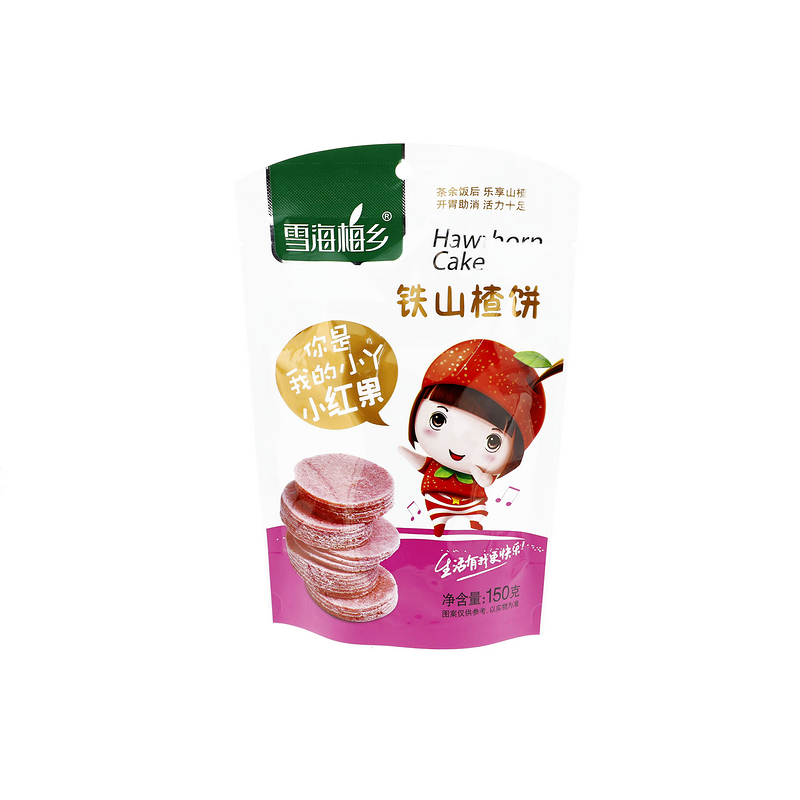 雪海梅乡®
茶余饭后 乐享山楂
开胃助消 活力十足
Hawthorn
Cake
铁山楂饼
你是
我的小丫
小红果
生活有我更快乐!
净含量:150克
图案仅供参考,以实物为准